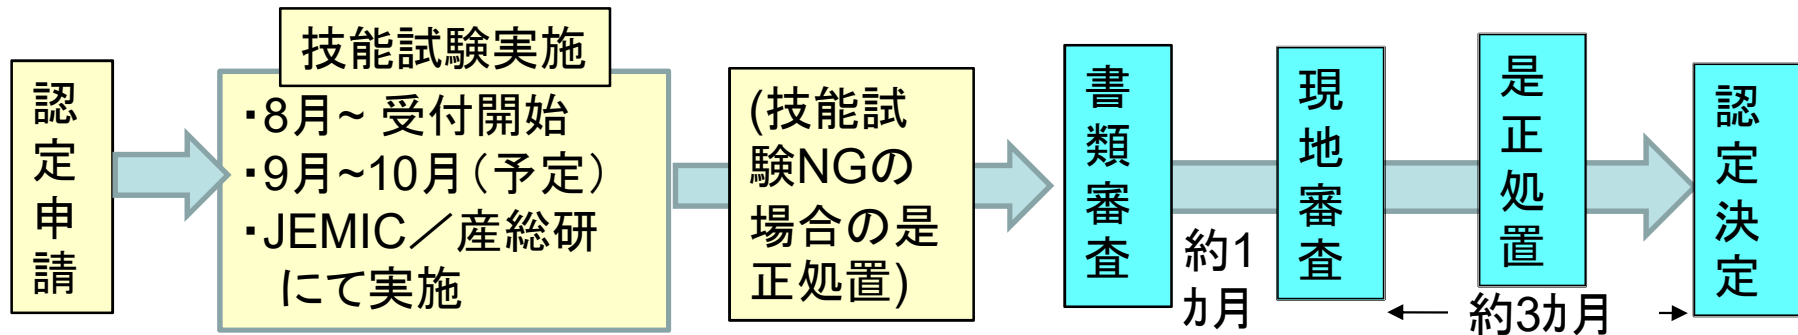 認定申請
技能試験実施
・8月~ 受付開始
・9月~10月（予定）
・JEMIC／産総研
にて実施
(技能試
験NGの
場合の是
正処置)
書類審査
約1
ｶ月
現地審査
是正処置
約3ｶ月
認定決定